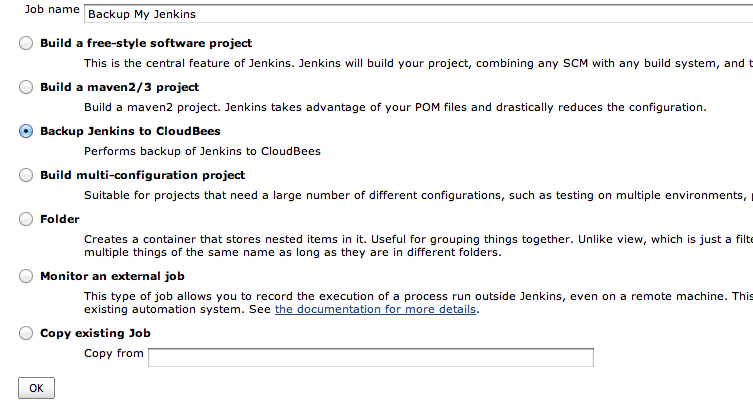 Job name Backup My Jenkins
Build a free-style software project
This is the central feature of Jenkins. Jenkins will build your project, combining any SCM with any build system, and
Build a maven2/3 project
Build a maven2 project. Jenkins takes advantage of your POM files and drastically reduces the configuration.
Backup Jenkins to CloudBees
Performs backup of Jenkins to CloudBees
Build multi-configuration project
Suitable for projects that need a large number of different configurations, such as testing on multiple environments,
Folder
Creates a container that stores nested items in it. Useful for grouping things together. Unlike view, which is just a
multiple things of the same name as long as they are in different folders.
Monitor an external job
This type of job allows you to record the execution of a process run outside Jenkins, even on a remote machine. This
existing automation system. See the documentation for more details.
Copy existing Job
Copy from
OK